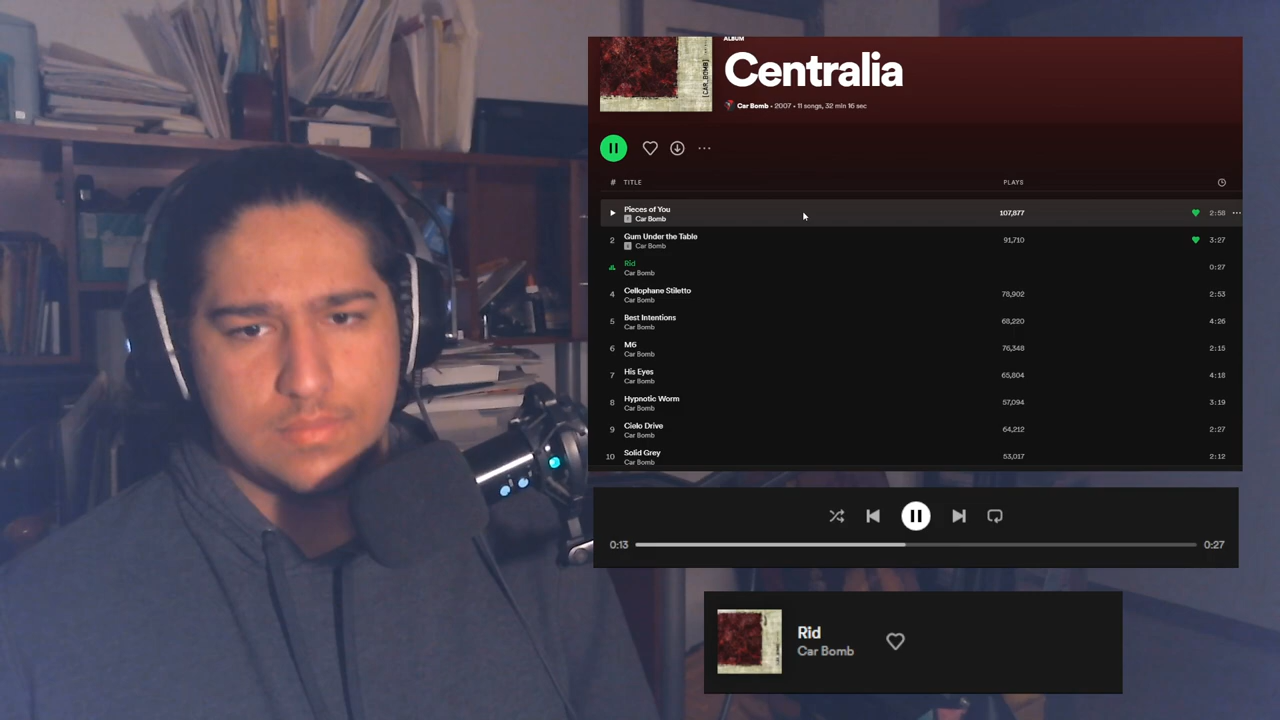 ALBUM
Centralia
[CAR_BOMB]
Car Bomb • 2007 • 11 songs, 32 min 16 sec
# TITLE PLAYS
Pieces of You 107,877 2:58
E Car Bomb
2 Gum Under the Table 91,710 3:27
E Car Bomb
Rid 0:27
Car Bomb
4 Cellophane Stiletto 78,902 2:53
Car Bomb
5 Best Intentions 68,220 4:26
Car Bomb
6 M6 76,348 2:15
Car Bomb
7 His Eyes 65,804 4:18
Car Bomb
8 Hypnotic Worm 57,094 3:19
Car Bomb
9 Cielo Drive 64,212 2:27
Car Bomb
10 Solid Grey 53,017 2:12
Car Bomb
0:13 0:27
Rid
Car Bomb